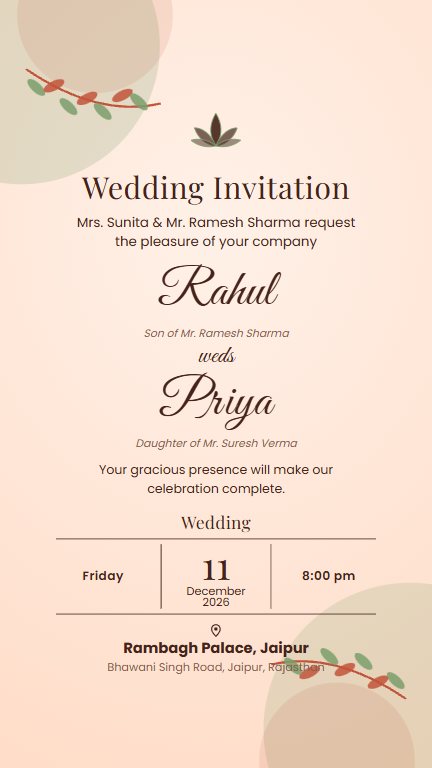 Wedding Invitation
Mrs. Sunita & Mr. Ramesh Sharma request
the pleasure of your company
Rahul
Son of Mr. Ramesh Sharma
weds
Priya
Daughter of Mr. Suresh Verma
Your gracious presence will make our
celebration complete.
Wedding
Friday
11
December
2026
8:00 pm
Rambagh Palace, Jaipur
Bhawani Singh Road, Jaipur, Rajasthan